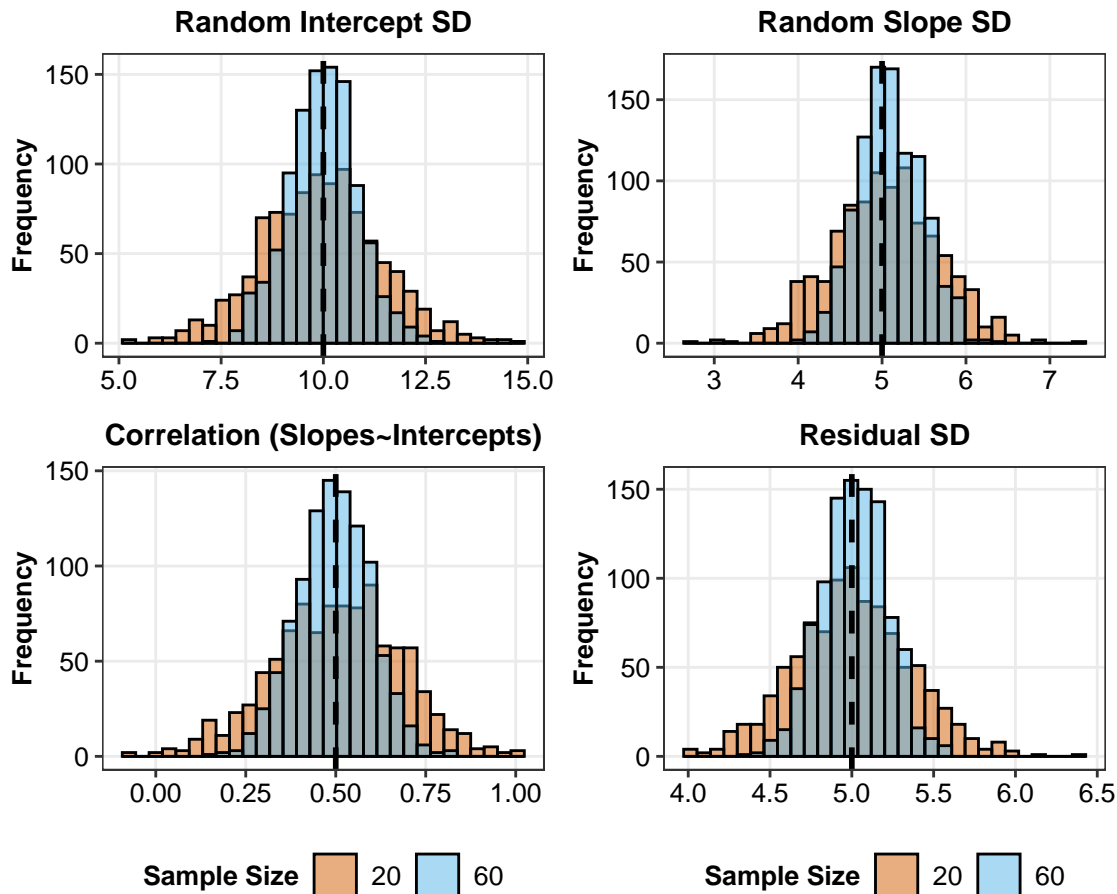 Random Intercept SD
Frequency
150
100
50
0
5.0 7.5 10.0 12.5 15.0
Random Slope SD
Frequency
150
100
50
0
3 4 5 6 7
Correlation (Slopes~Intercepts)
Frequency
150
100
50
0
0.00 0.25 0.50 0.75 1.00
Residual SD
Frequency
150
100
50
0
4.0 4.5 5.0 5.5 6.0 6.5
Sample Size 20 60
Sample Size 20 60